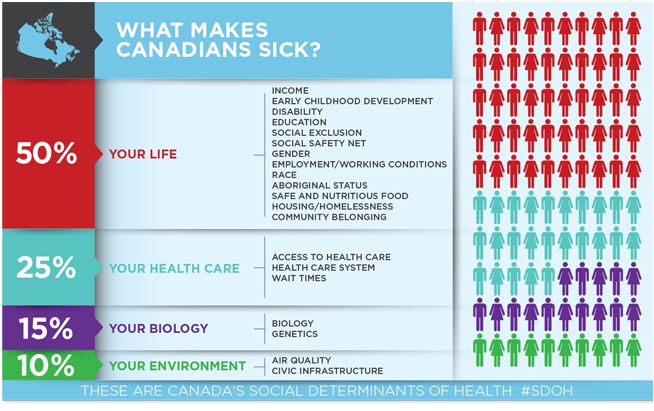 WHAT MAKES
CANADIANS SICK?
50%
YOUR LIFE
INCOME
EARLY CHILDHOOD DEVELOPMENT
DISABILITY
EDUCATION
SOCIAL EXCLUSION
SOCIAL SAFETY NET
GENDER
EMPLOYMENT/WORKING CONDITIONS
RACE
ABORIGINAL STATUS
SAFE AND NUTRITIOUS FOOD
HOUSING/HOMELESSNESS
COMMUNITY BELONGING
25%
YOUR HEALTH CARE
ACCESS TO HEALTH CARE
HEALTH CARE SYSTEM
WAIT TIMES
15%
YOUR BIOLOGY
BIOLOGY
GENETICS
10%
YOUR ENVIRONMENT
AIR QUALITY
CIVIC INFRASTRUCTURE
THESE ARE CANADA'S SOCIAL DETERMINANTS OF HEALTH #SDOH